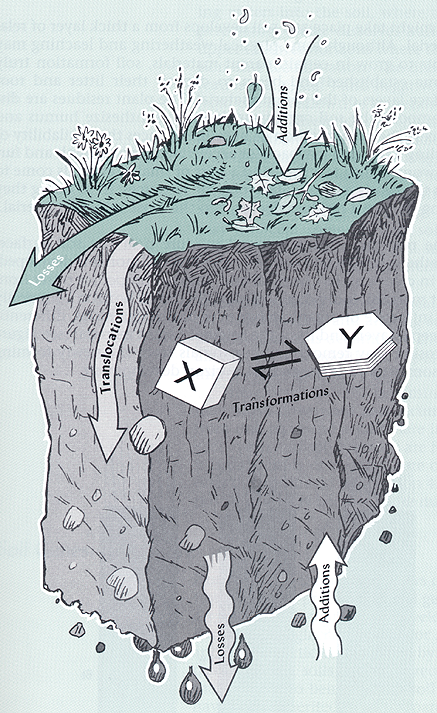 Additions
Losses
Translocations
X
Y
Transformations
Losses
Additions